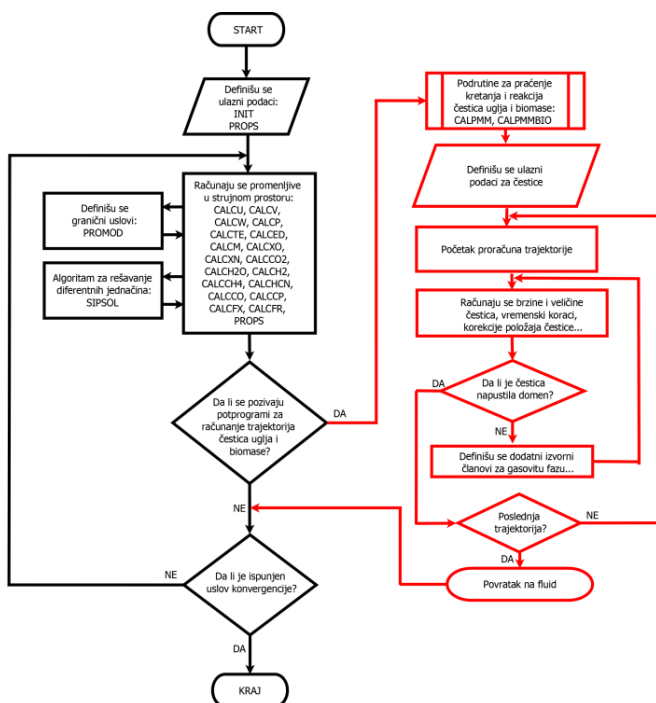 START
Definišu se
ulazni podaci:
INIT
PROPS
Računaju se promenljive
u strujnom prostoru:
CALCU, CALCV,
CALCW, CALCP,
CALCTE, CALCED,
CALCM, CALCXO,
CALCXN, CALCCO2,
CALCH2O, CALCH2,
CALCCH4, CALCHCN,
CALCCO, CALCCP,
CALCFX, CALCFR,
PROPS
Definišu se
granični uslovi:
PROMOD
Algoritam za rešavanje
diferentnih jednačina:
SIPSOL
Da li se pozivaju
potprogrami za
računanje trajektorija
čestica uglja i
biomase?
DA
NE
Da li je ispunjen
uslov konvergencije?
NE
DA
KRAJ
Podrutine za praćenje
kretanja i reakcija
čestica uglja i biomase:
CALPMM, CALPMMBIO
Definišu se ulazni
podaci za čestice
Početak proračuna trajektorije
Računaju se brzine i veličine
čestica, vremenski koraci,
korekcije položaja čestice...
Da li je čestica
napustila domen?
DA
NE
Definišu se dodatni izvorni
članovi za gasovitu fazu...
Poslednja
trajektorija?
NE
DA
Povratak na fluid